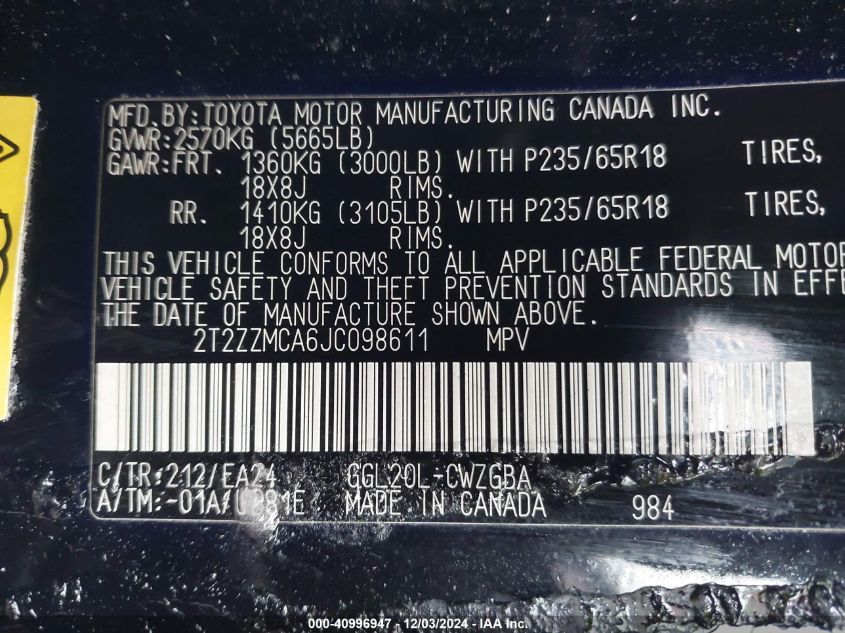 MFD. BY: TOYOTA MOTOR MANUFACTURING CANADA INC.
GVWR: 2570KG (5665LB)
GAWR: FRT. 1360KG (3000LB) WITH P235/65R18 TIRES,
18X8J RIMS.
RR. 1410KG (3105LB) WITH P235/65R18 TIRES,
18X8J RIMS.
THIS VEHICLE CONFORMS TO ALL APPLICABLE FEDERAL MOTOR
VEHICLE SAFETY AND THEFT PREVENTION STANDARDS IN EFFE
THE DATE OF MANUFACTURE SHOWN ABOVE.
2T2ZZMCA6JC098611 MPV
C/TR: 212/EA24 GGL20L-CWZGBA
A/TM: -01A/ MADE IN CANADA 984
000-40996947 - 12/03/2024 - IAA Inc.